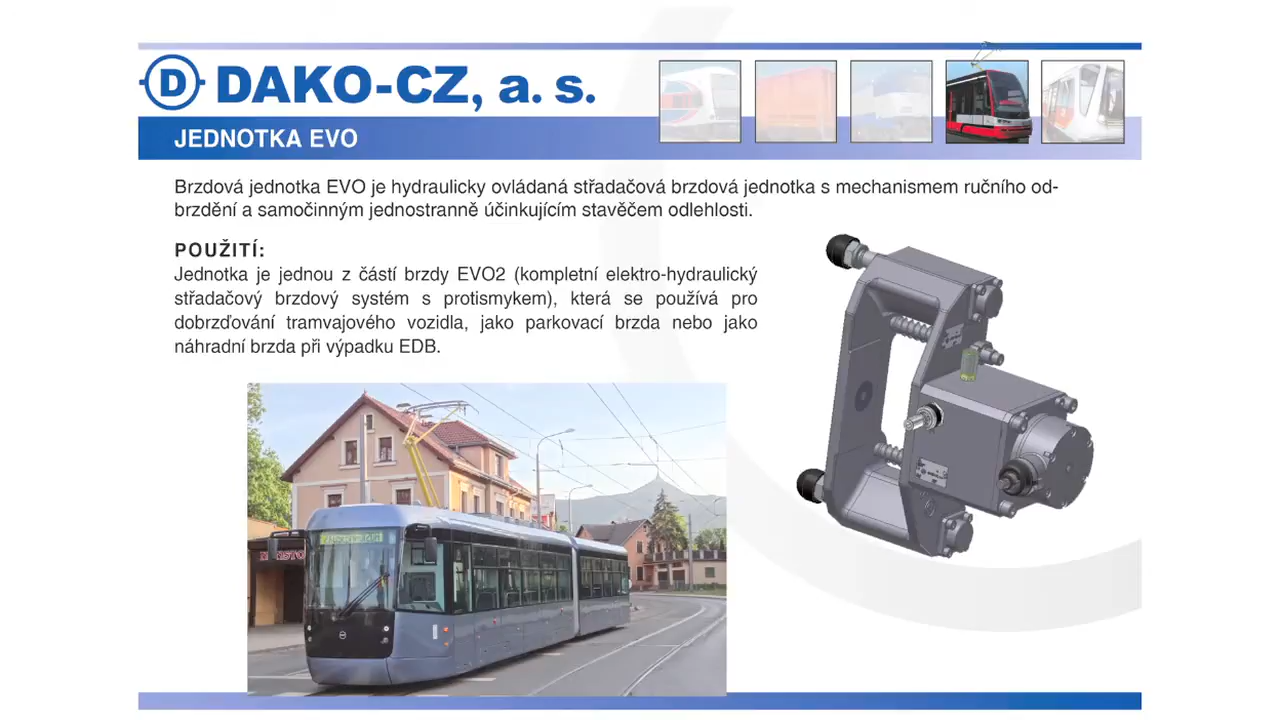 D DAKO-CZ, a. s.
JEDNOTKA EVO
Brzdová jednotka EVO je hydraulicky ovládaná střadačová brzdová jednotka s mechanismem ručního od-
brzdění a samočinným jednostranně účinkujícím stavěčem odlehlosti.
POUŽITÍ:
Jednotka je jednou z částí brzdy EVO2 (kompletní elektro-hydraulický
střadačový brzdový systém s protismykem), která se používá pro
dobrzďování tramvajového vozidla, jako parkovací brzda nebo jako
náhradní brzda při výpadku EDB.